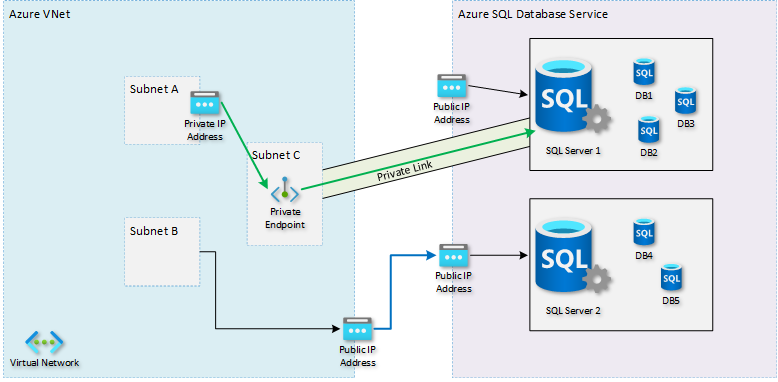 Azure VNet
Azure SQL Database Service
Subnet A
Private IP
Address
Public IP
Address
SQL
SQL Server 1
SQL
DB1
SQL
DB3
SQL
DB2
Subnet C
Private Link
Private
Endpoint
Subnet B
Public IP
Address
SQL
SQL Server 2
SQL
DB4
SQL
DB5
Public IP
Address
Virtual Network